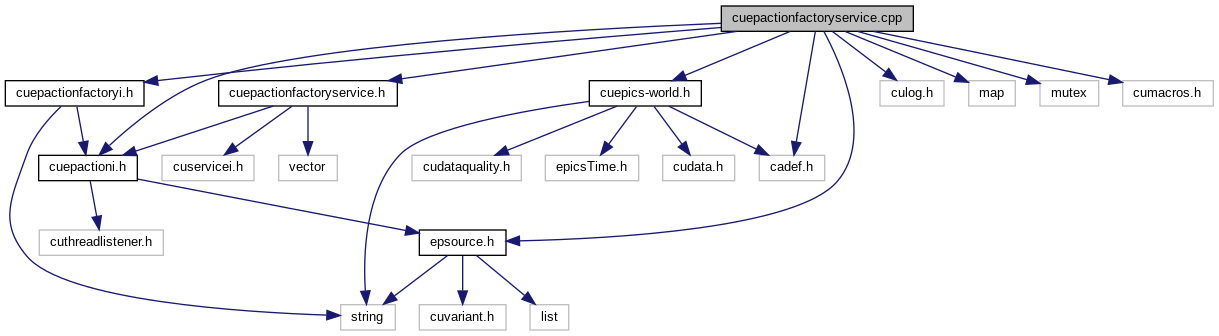 cuepactionfactoryservice.cpp
cuepactionfactoryi.h
cuepactionfactoryservice.h
cuepics-world.h
culog.h
map
mutex
cumacros.h
cuepactioni.h
cuservicei.h
vector
cudataquality.h
epicsTime.h
cudata.h
cadef.h
cuthreadlistener.h
epsource.h
string
cuvariant.h
list